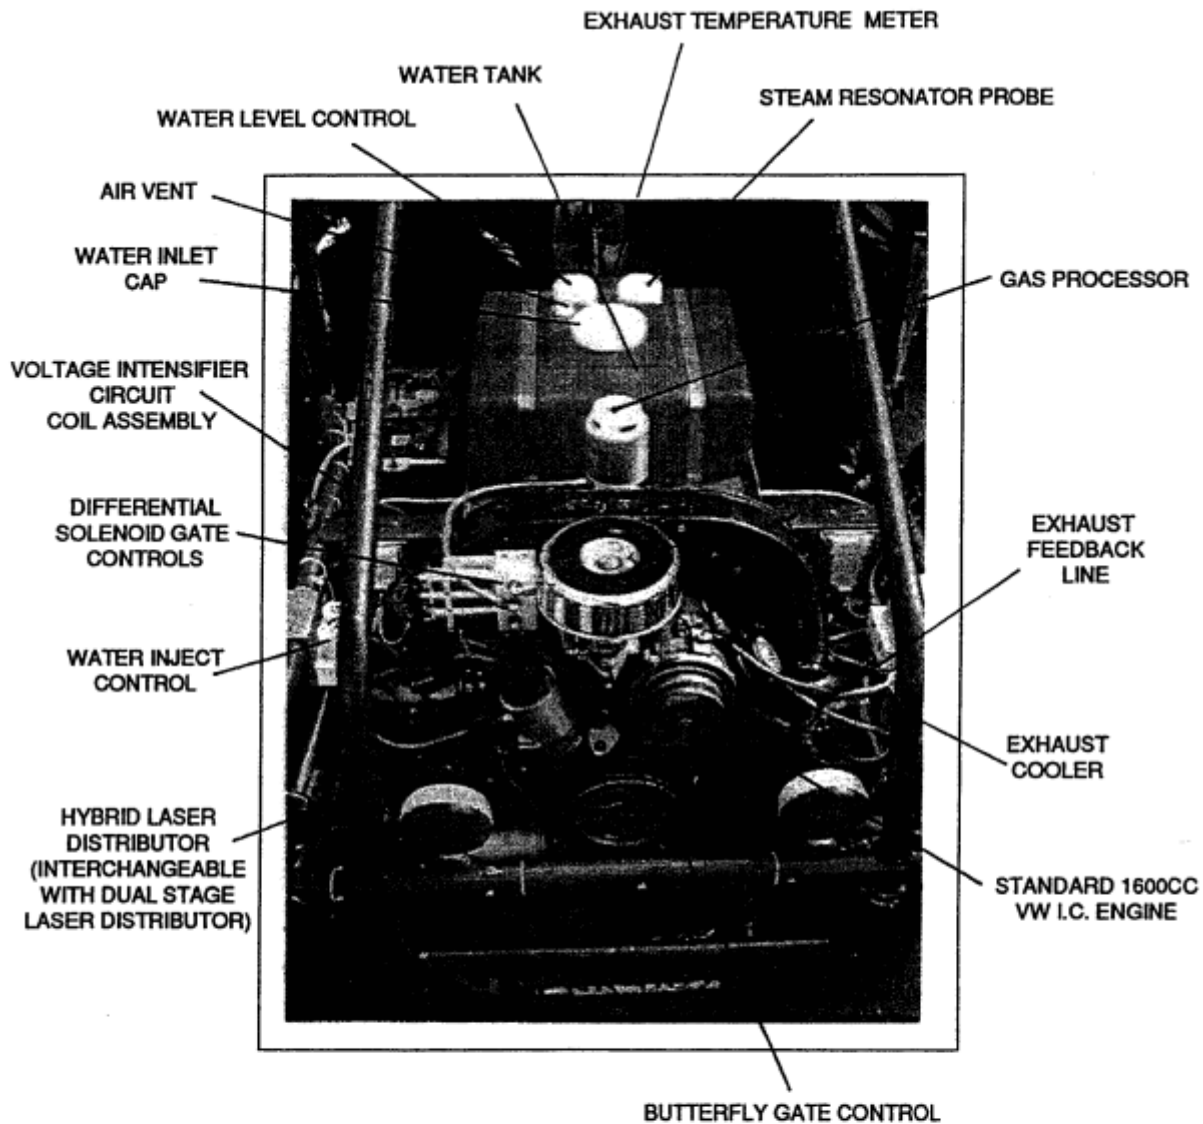 EXHAUST TEMPERATURE METER
WATER TANK
STEAM RESONATOR PROBE
WATER LEVEL CONTROL
AIR VENT
WATER INLET
CAP
GAS PROCESSOR
VOLTAGE INTENSIFIER
CIRCUIT
COIL ASSEMBLY
DIFFERENTIAL
SOLENOID GATE
CONTROLS
EXHAUST
FEEDBACK
LINE
WATER INJECT
CONTROL
EXHAUST
COOLER
HYBRID LASER
DISTRIBUTOR
(INTERCHANGEABLE
WITH DUAL STAGE
LASER DISTRIBUTOR)
STANDARD 1600CC
VW I.C. ENGINE
BUTTERFLY GATE CONTROL